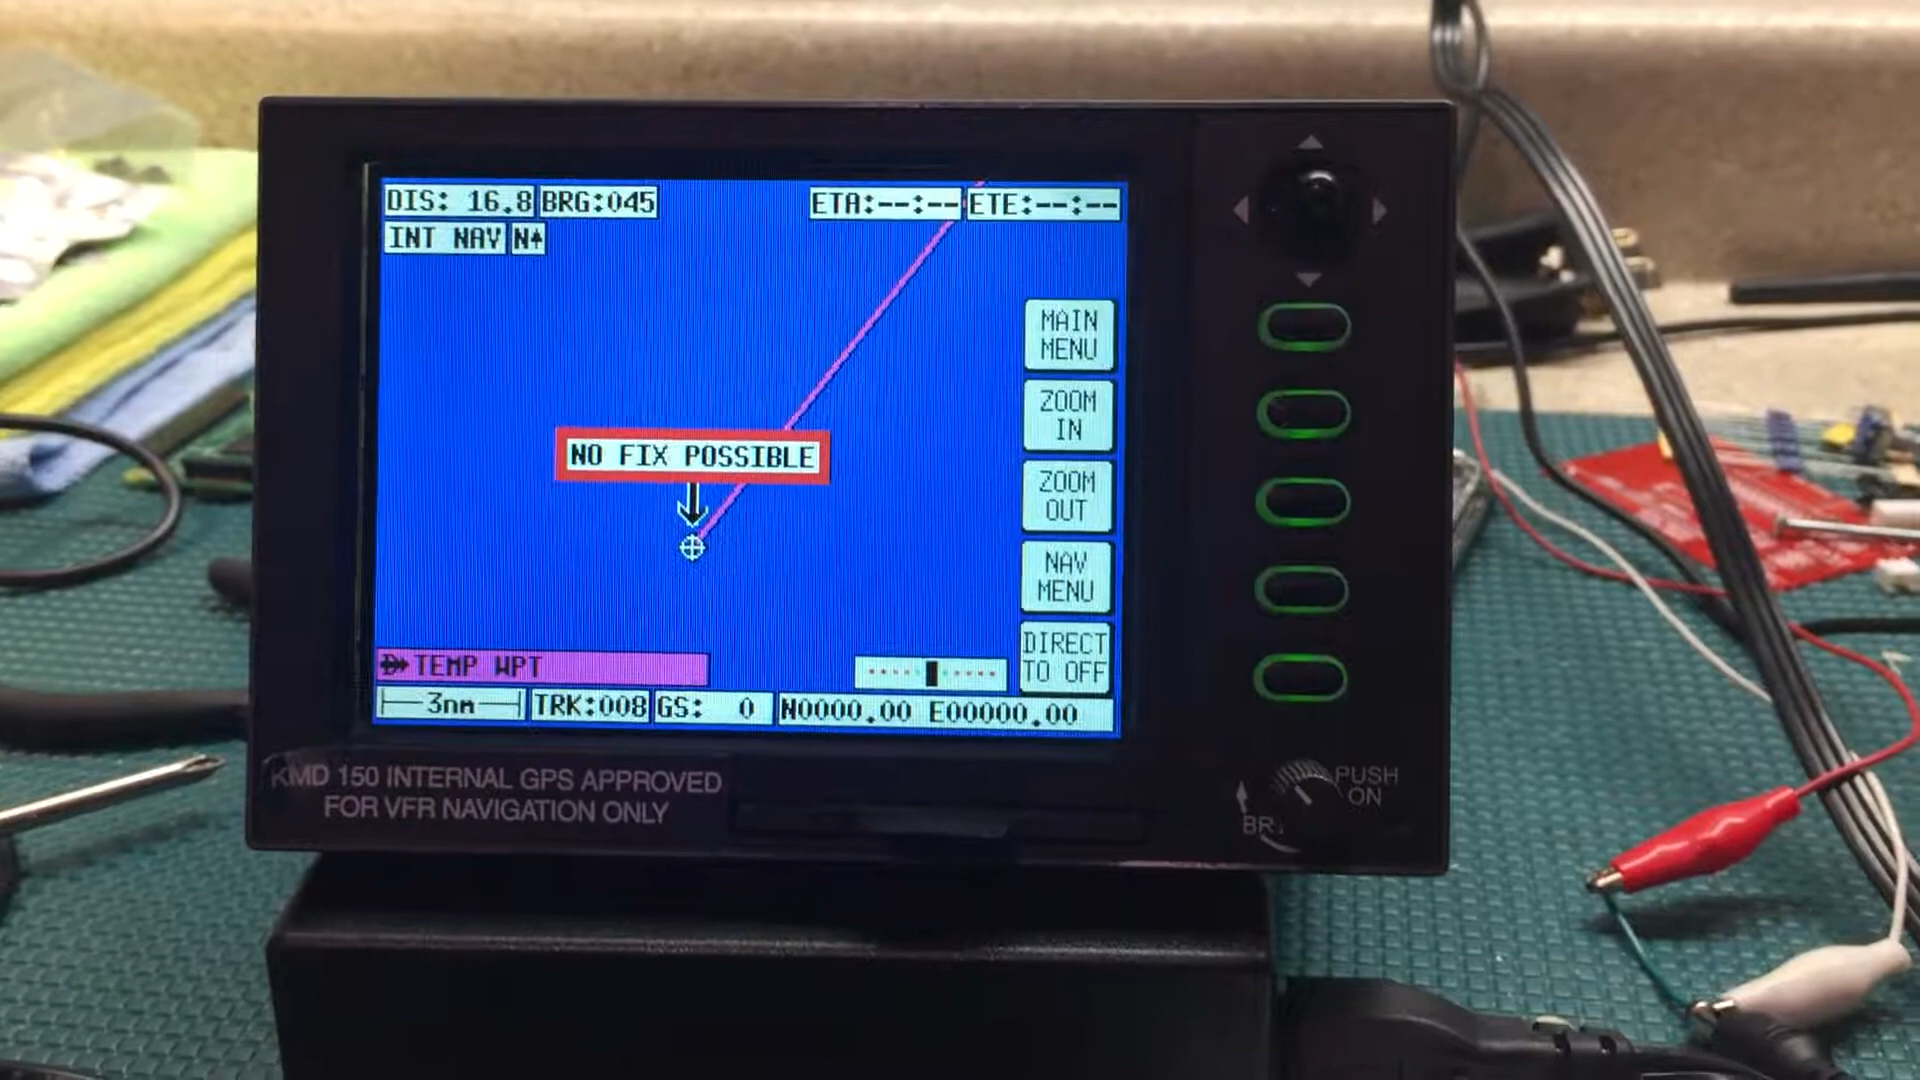 DIS: 16.8 BRG:045 ETA:--:-- ETE:--:--
INT NAV N↑
MAIN
MENU
ZOOM
IN
NO FIX POSSIBLE
ZOOM
OUT
NAV
MENU
DIRECT
TO OFF
D TEMP WPT
3nm TRK:008 GS: 0 N0000.00 E00000.00
KMD 150 INTERNAL GPS APPROVED
FOR VFR NAVIGATION ONLY
PUSH
ON